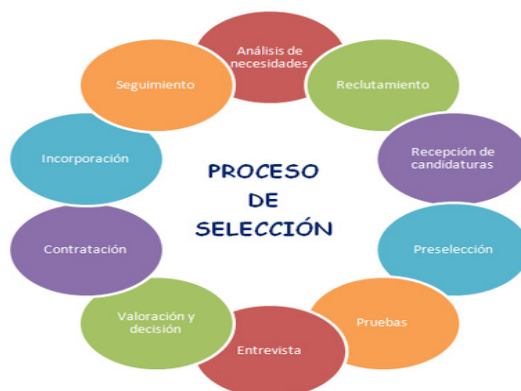 Análisis de
necesidades
Reclutamiento
Recepción de
candidaturas
Preselección
Pruebas
Entrevista
Valoración y
decisión
Contratación
Incorporación
Seguimiento
PROCESO
DE
SELECCIÓN